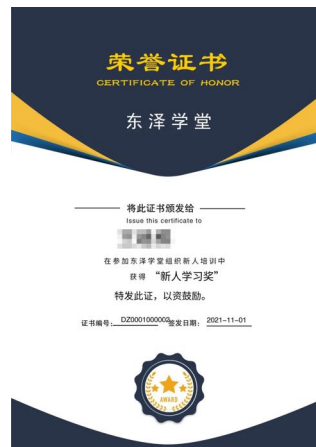 荣誉证书
CERTIFICATE OF HONOR
东泽学堂
将此证书颁发给
Issue this certificate to
在参加东泽学堂组织新人培训中
获得 “新人学习奖”
特发此证，以资鼓励。
证书编号： DZ0001000002 签发日期： 2021-11-01
AWARD